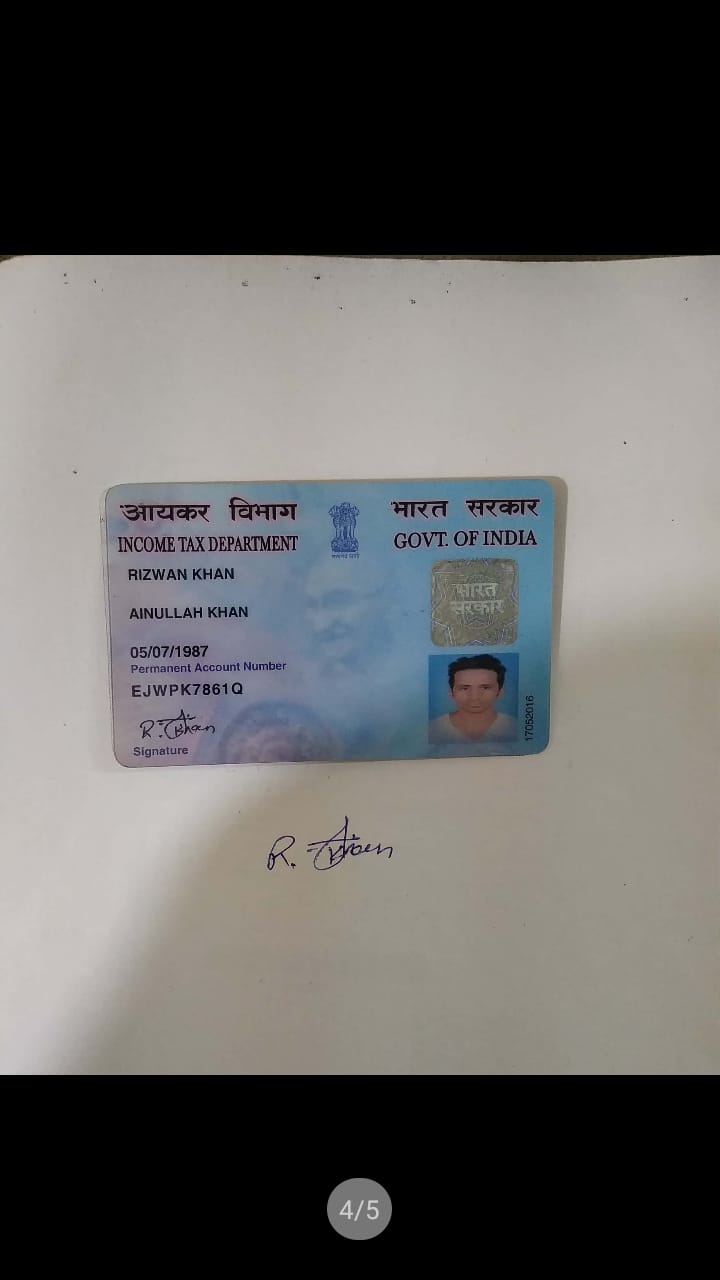 आयकर विभाग
भारत सरकार
INCOME TAX DEPARTMENT
GOVT. OF INDIA
RIZWAN KHAN
भारत
सरकार
AINULLAH KHAN
05/07/1987
Permanent Account Number
EJWPK7861Q
17052016
R. Khan
Signature
R. Khan
4/5